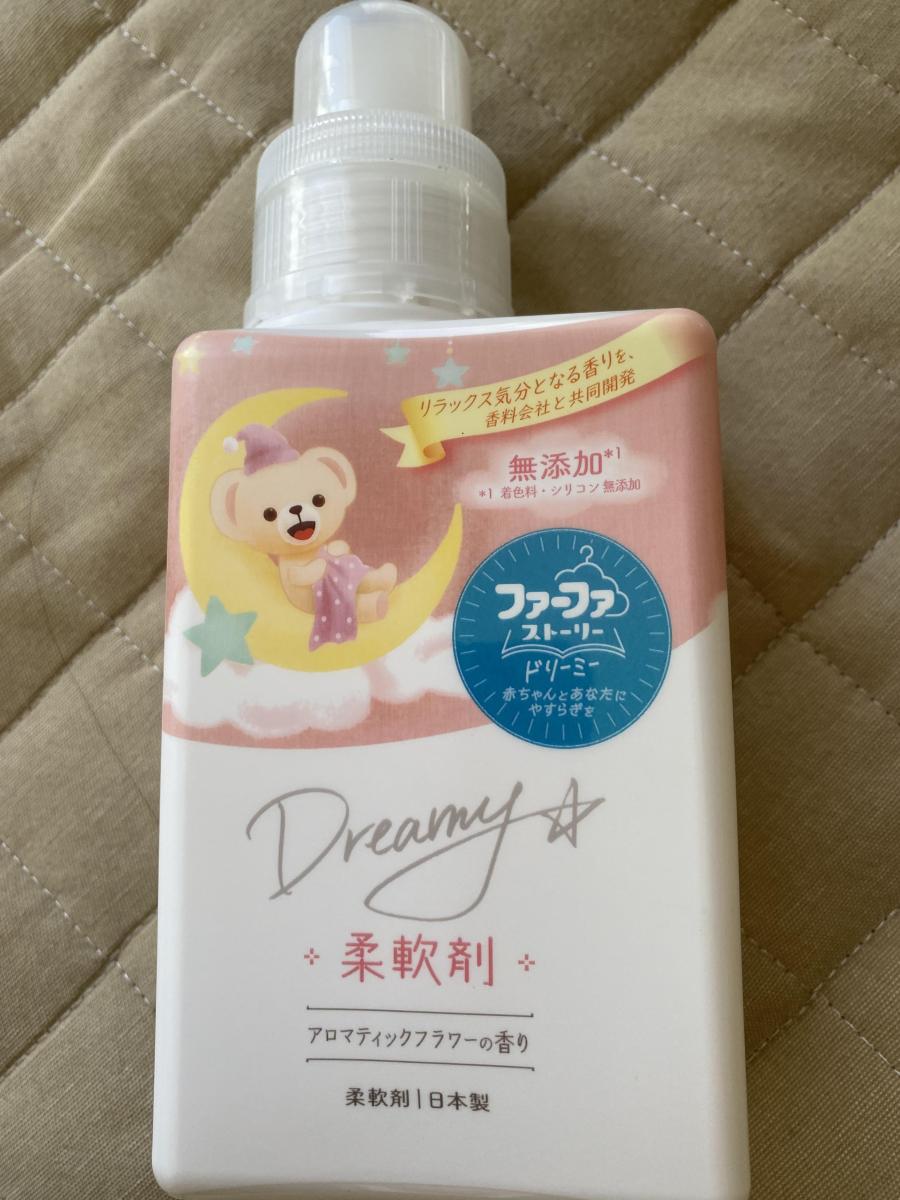 リラックス気分となる香りを、
香料会社と共同開発
無添加*1
*1 着色料・シリコン無添加
ファーファ
ストーリー
ドリーミー
赤ちゃんとあなたに
やすらぎを
Dreamy☆
柔軟剤
アロマティックフラワーの香り
柔軟剤|日本製